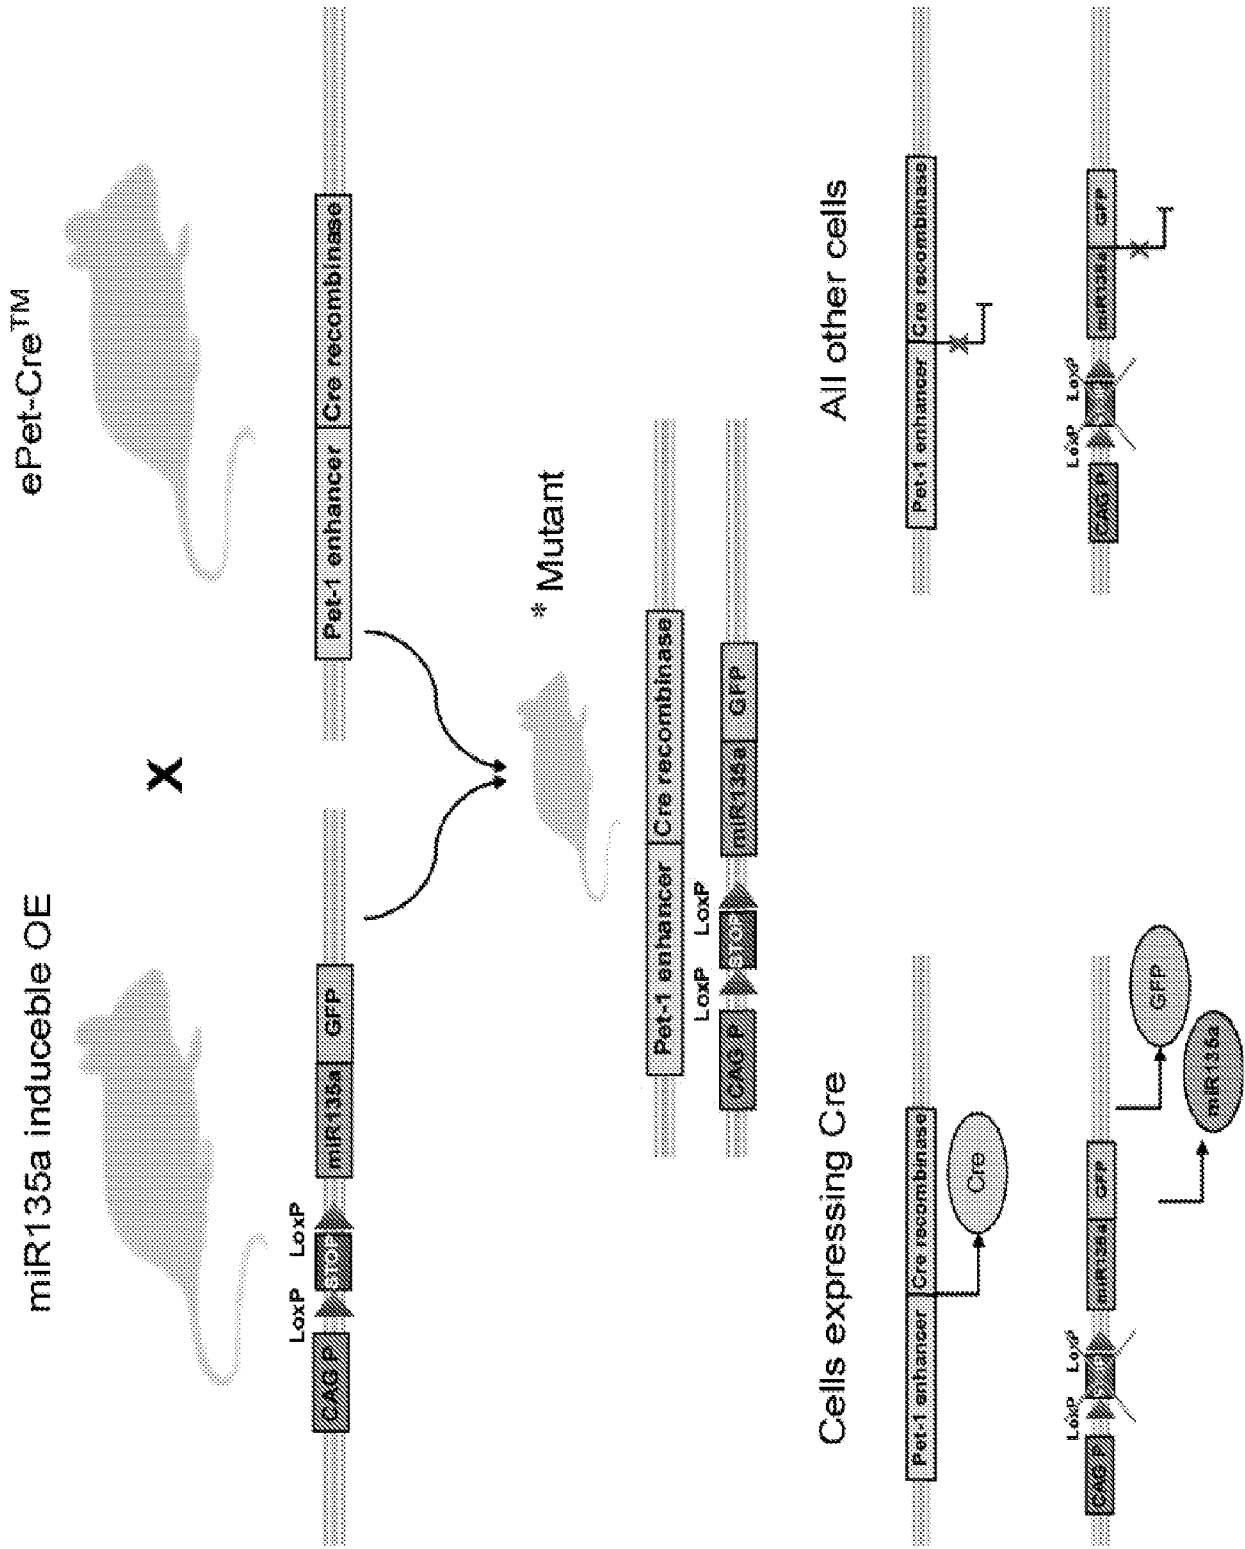 miR135a induceble OE
X
ePet-Cre™
LoxP LoxP
CAG P STOP miR135a GFP
Pet-1 enhancer Cre recombinase
* Mutant
Pet-1 enhancer Cre recombinase
LoxP LoxP
CAG P STOP miR135a GFP
Cells expressing Cre
Pet-1 enhancer Cre recombinase
Cre
LoxP LoxP
CAG P miR135a GFP
GFP
miR135a
All other cells
Pet-1 enhancer Cre recombinase
LoxP LoxP
CAG P miR135a GFP